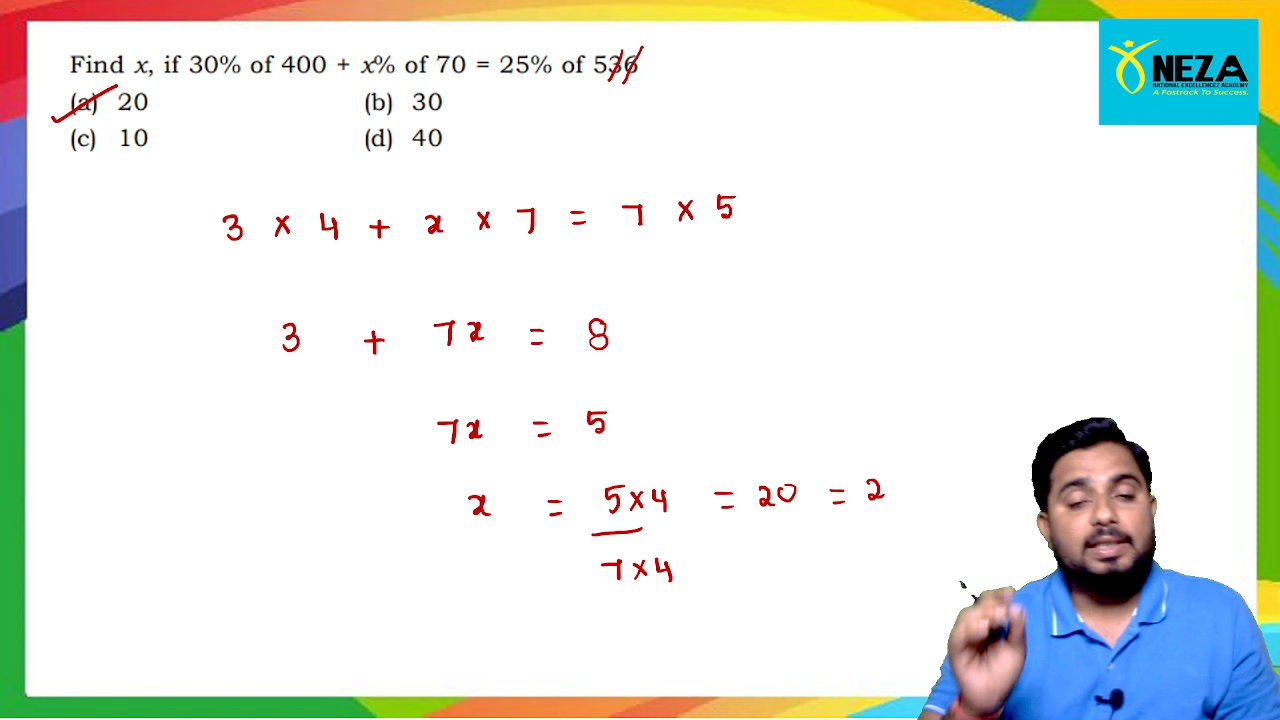 Find x, if 30% of 400 + x% of 70 = 25% of 536
(a) 20 (b) 30
(c) 10 (d) 40
NEZA
NATIONAL EXCELLENCEZ ACADEMY
A Fastrack To Success.
3 × 4 + x × 7 = 7 × 5
3 + 7x = 8
7x = 5
x = 5×4 = 20 = 2
7×4